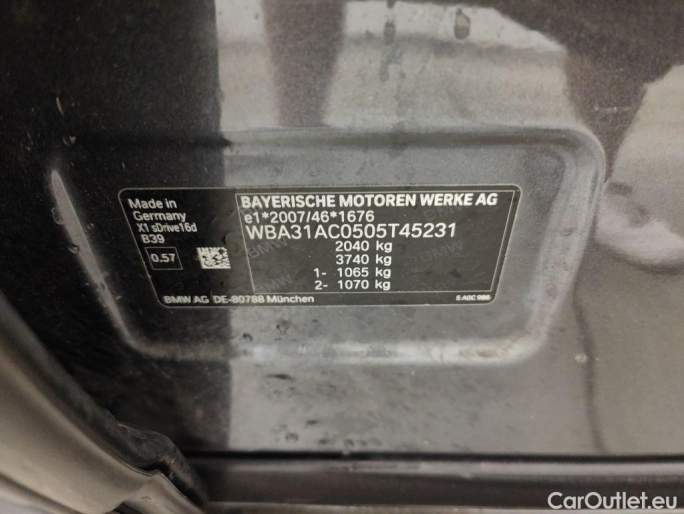 Made in
Germany
X1 sDrive16d
B39
0.57
BAYERISCHE MOTOREN WERKE AG
e1*2007/46*1676
WBA31AC0505T45231
2040 kg
3740 kg
1- 1065 kg
2- 1070 kg
BMW AG DE-80788 München
CarOutlet.eu